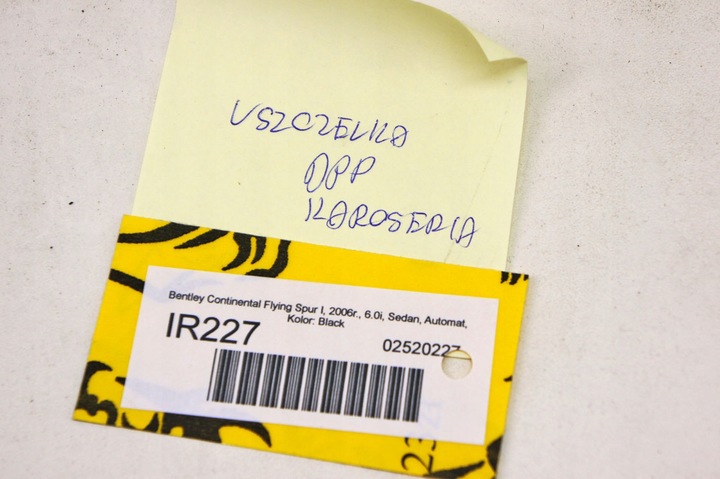 USZCZELKA
DPP
KAROSERIA
Bentley Continental Flying Spur I, 2006r., 6.0i, Sedan, Automat,
Kolor: Black
IR227
02520227